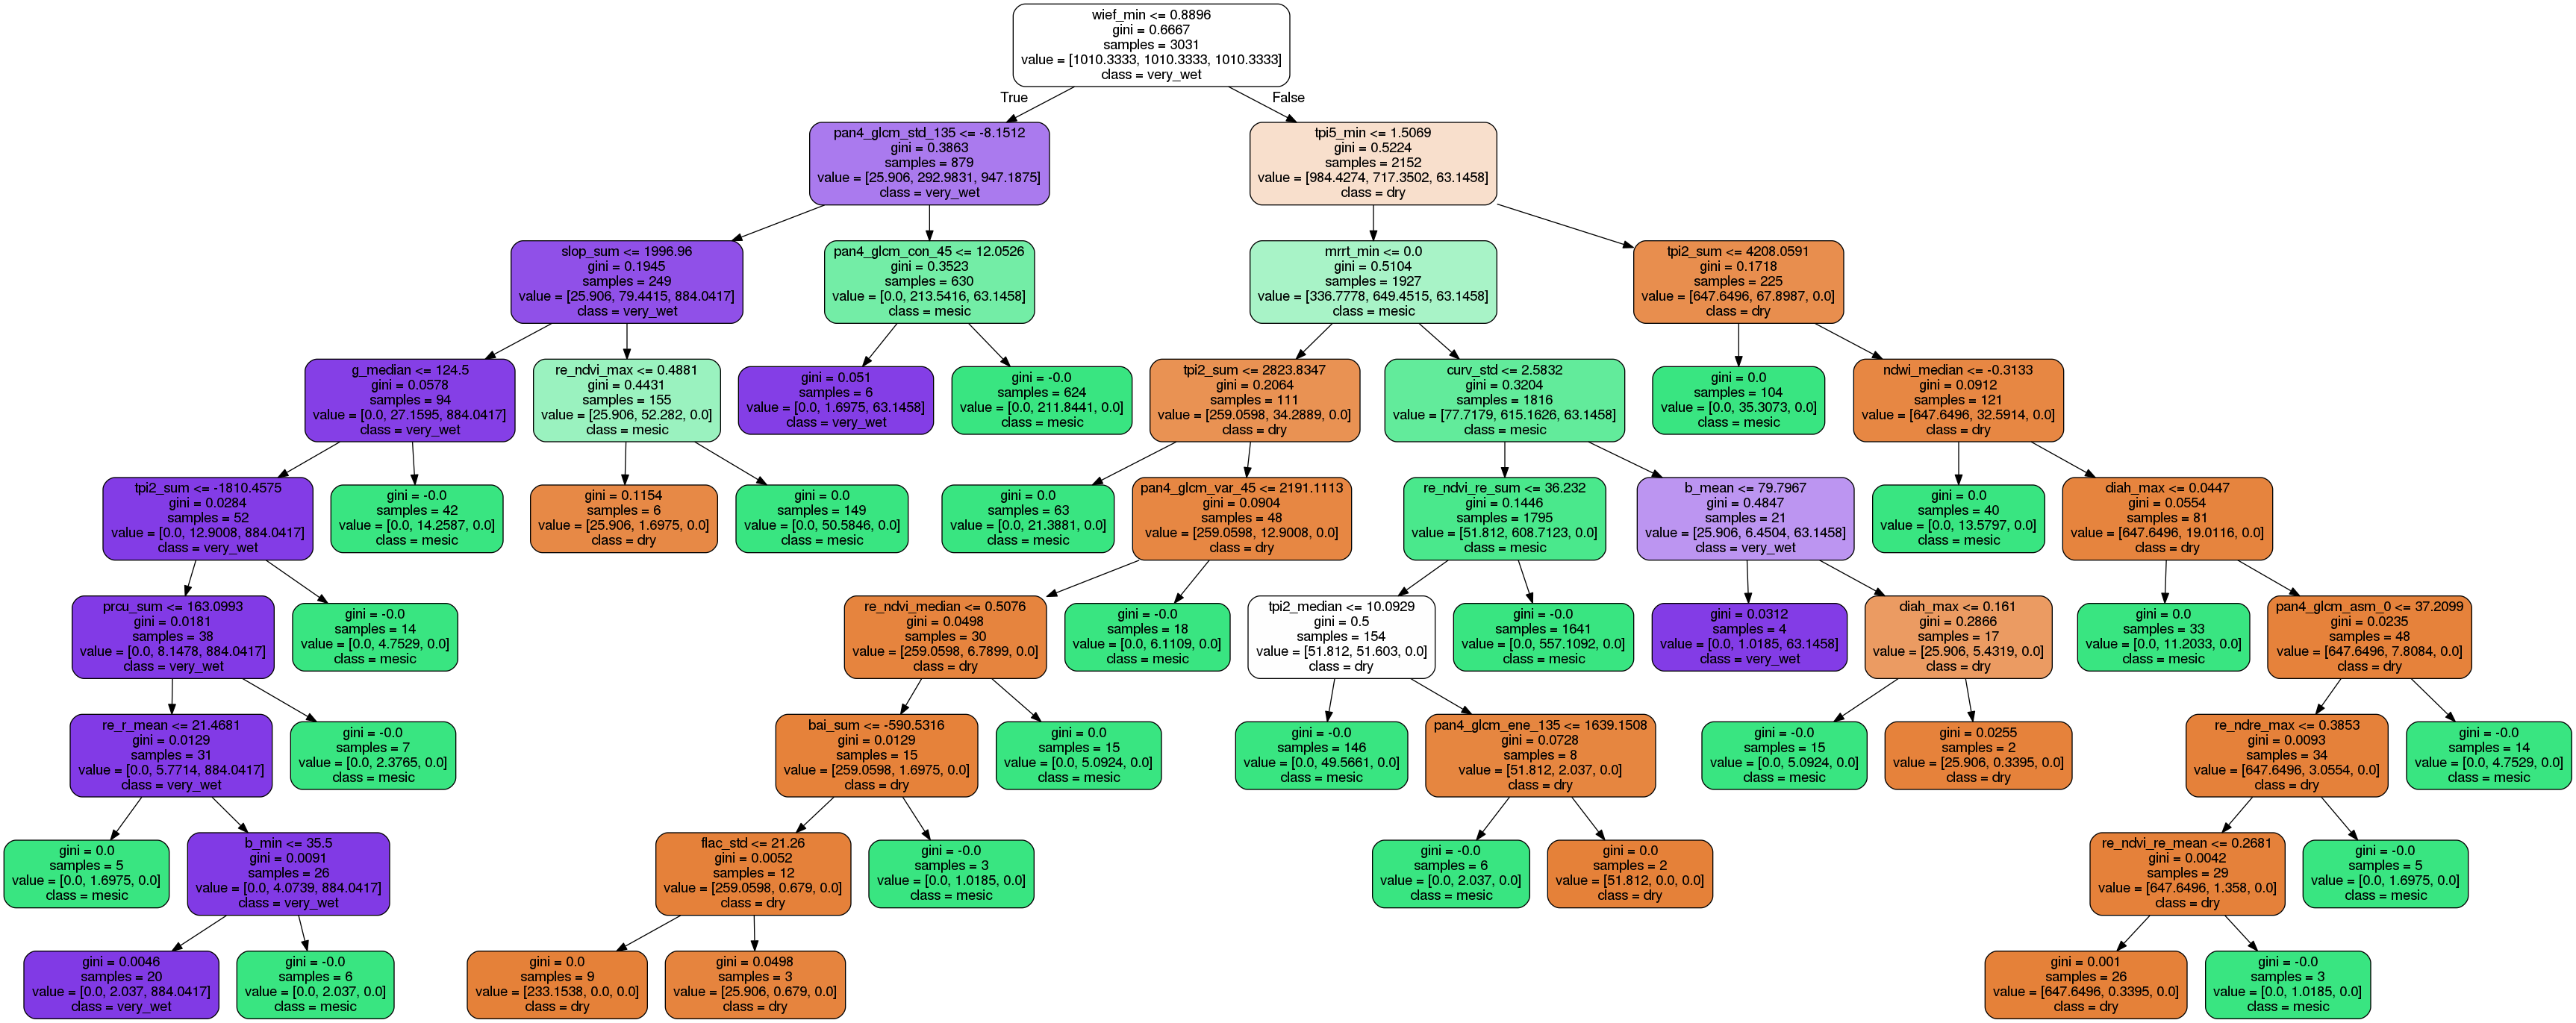 wief_min <= 0.8896
gini = 0.6667
samples = 3031
value = [1010.3333, 1010.3333, 1010.3333]
class = very_wet
True
False
pan4_glcm_std_135 <= -8.1512
gini = 0.3863
samples = 879
value = [25.906, 292.9831, 947.1875]
class = very_wet
tpi5_min <= 1.5069
gini = 0.5224
samples = 2152
value = [984.4274, 717.3502, 63.1458]
class = dry
slop_sum <= 1996.96
gini = 0.1945
samples = 249
value = [25.906, 79.4415, 884.0417]
class = very_wet
pan4_glcm_con_45 <= 12.0526
gini = 0.3523
samples = 630
value = [0.0, 213.5416, 63.1458]
class = mesic
mrrt_min <= 0.0
gini = 0.5104
samples = 1927
value = [336.7778, 649.4515, 63.1458]
class = mesic
tpi2_sum <= 4208.0591
gini = 0.1718
samples = 225
value = [647.6496, 67.8987, 0.0]
class = dry
g_median <= 124.5
gini = 0.0578
samples = 94
value = [0.0, 27.1595, 884.0417]
class = very_wet
re_ndvi_max <= 0.4881
gini = 0.4431
samples = 155
value = [25.906, 52.282, 0.0]
class = mesic
gini = 0.051
samples = 6
value = [0.0, 1.6975, 63.1458]
class = very_wet
gini = -0.0
samples = 624
value = [0.0, 211.8441, 0.0]
class = mesic
tpi2_sum <= 2823.8347
gini = 0.2064
samples = 111
value = [259.0598, 34.2889, 0.0]
class = dry
curv_std <= 2.5832
gini = 0.3204
samples = 1816
value = [77.7179, 615.1626, 63.1458]
class = mesic
gini = 0.0
samples = 104
value = [0.0, 35.3073, 0.0]
class = mesic
ndwi_median <= -0.3133
gini = 0.0912
samples = 121
value = [647.6496, 32.5914, 0.0]
class = dry
tpi2_sum <= -1810.4575
gini = 0.0284
samples = 52
value = [0.0, 12.9008, 884.0417]
class = very_wet
gini = -0.0
samples = 42
value = [0.0, 14.2587, 0.0]
class = mesic
gini = 0.1154
samples = 6
value = [25.906, 1.6975, 0.0]
class = dry
gini = 0.0
samples = 149
value = [0.0, 50.5846, 0.0]
class = mesic
gini = 0.0
samples = 63
value = [0.0, 21.3881, 0.0]
class = mesic
pan4_glcm_var_45 <= 2191.1113
gini = 0.0904
samples = 48
value = [259.0598, 12.9008, 0.0]
class = dry
re_ndvi_re_sum <= 36.232
gini = 0.1446
samples = 1795
value = [51.812, 608.7123, 0.0]
class = mesic
b_mean <= 79.7967
gini = 0.4847
samples = 21
value = [25.906, 6.4504, 63.1458]
class = very_wet
gini = 0.0
samples = 40
value = [0.0, 13.5797, 0.0]
class = mesic
diah_max <= 0.0447
gini = 0.0554
samples = 81
value = [647.6496, 19.0116, 0.0]
class = dry
prcu_sum <= 163.0993
gini = 0.0181
samples = 38
value = [0.0, 8.1478, 884.0417]
class = very_wet
gini = -0.0
samples = 14
value = [0.0, 4.7529, 0.0]
class = mesic
re_ndvi_median <= 0.5076
gini = 0.0498
samples = 30
value = [259.0598, 6.7899, 0.0]
class = dry
gini = -0.0
samples = 18
value = [0.0, 6.1109, 0.0]
class = mesic
tpi2_median <= 10.0929
gini = 0.5
samples = 154
value = [51.812, 51.603, 0.0]
class = dry
gini = -0.0
samples = 1641
value = [0.0, 557.1092, 0.0]
class = mesic
gini = 0.0312
samples = 4
value = [0.0, 1.0185, 63.1458]
class = very_wet
diah_max <= 0.161
gini = 0.2866
samples = 17
value = [25.906, 5.4319, 0.0]
class = dry
gini = 0.0
samples = 33
value = [0.0, 11.2033, 0.0]
class = mesic
pan4_glcm_asm_0 <= 37.2099
gini = 0.0235
samples = 48
value = [647.6496, 7.8084, 0.0]
class = dry
re_r_mean <= 21.4681
gini = 0.0129
samples = 31
value = [0.0, 5.7714, 884.0417]
class = very_wet
gini = -0.0
samples = 7
value = [0.0, 2.3765, 0.0]
class = mesic
bai_sum <= -590.5316
gini = 0.0129
samples = 15
value = [259.0598, 1.6975, 0.0]
class = dry
gini = 0.0
samples = 15
value = [0.0, 5.0924, 0.0]
class = mesic
gini = -0.0
samples = 146
value = [0.0, 49.5661, 0.0]
class = mesic
pan4_glcm_ene_135 <= 1639.1508
gini = 0.0728
samples = 8
value = [51.812, 2.037, 0.0]
class = dry
gini = -0.0
samples = 15
value = [0.0, 5.0924, 0.0]
class = mesic
gini = 0.0255
samples = 2
value = [25.906, 0.3395, 0.0]
class = dry
re_ndre_max <= 0.3853
gini = 0.0093
samples = 34
value = [647.6496, 3.0554, 0.0]
class = dry
gini = -0.0
samples = 14
value = [0.0, 4.7529, 0.0]
class = mesic
gini = 0.0
samples = 5
value = [0.0, 1.6975, 0.0]
class = mesic
b_min <= 35.5
gini = 0.0091
samples = 26
value = [0.0, 4.0739, 884.0417]
class = very_wet
flac_std <= 21.26
gini = 0.0052
samples = 12
value = [259.0598, 0.679, 0.0]
class = dry
gini = -0.0
samples = 3
value = [0.0, 1.0185, 0.0]
class = mesic
gini = -0.0
samples = 6
value = [0.0, 2.037, 0.0]
class = mesic
gini = 0.0
samples = 2
value = [51.812, 0.0, 0.0]
class = dry
re_ndvi_re_mean <= 0.2681
gini = 0.0042
samples = 29
value = [647.6496, 1.358, 0.0]
class = dry
gini = -0.0
samples = 5
value = [0.0, 1.6975, 0.0]
class = mesic
gini = 0.0046
samples = 20
value = [0.0, 2.037, 884.0417]
class = very_wet
gini = -0.0
samples = 6
value = [0.0, 2.037, 0.0]
class = mesic
gini = 0.0
samples = 9
value = [233.1538, 0.0, 0.0]
class = dry
gini = 0.0498
samples = 3
value = [25.906, 0.679, 0.0]
class = dry
gini = 0.001
samples = 26
value = [647.6496, 0.3395, 0.0]
class = dry
gini = -0.0
samples = 3
value = [0.0, 1.0185, 0.0]
class = mesic